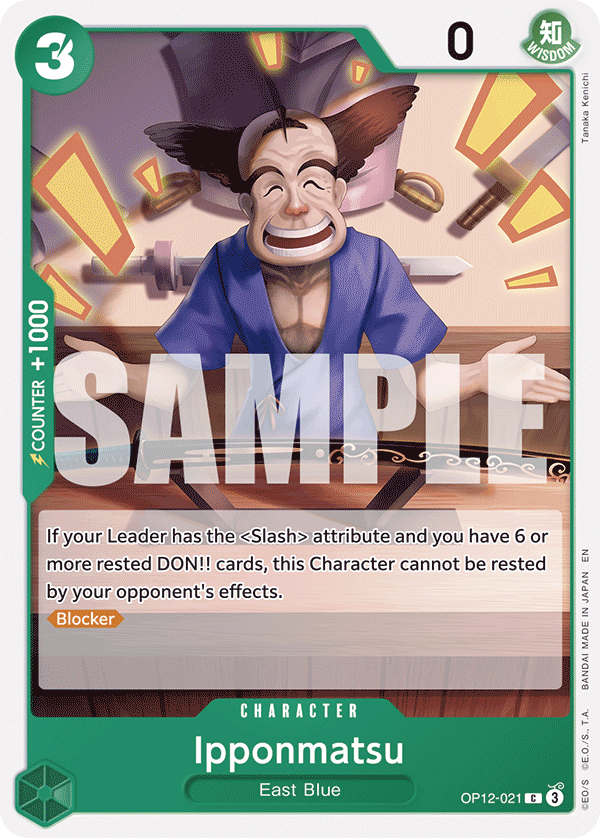 3
0
知
WISDOM
Tanaka Kenichi
COUNTER +1000
SAMPLE
If your Leader has the <Slash> attribute and you have 6 or
more rested DON!! cards, this Character cannot be rested
by your opponent's effects.
Blocker
CHARACTER
Ipponmatsu
East Blue
OP12-021 C 3
©EO/S ©E.O./S., T.A. BANDAI MADE IN JAPAN EN